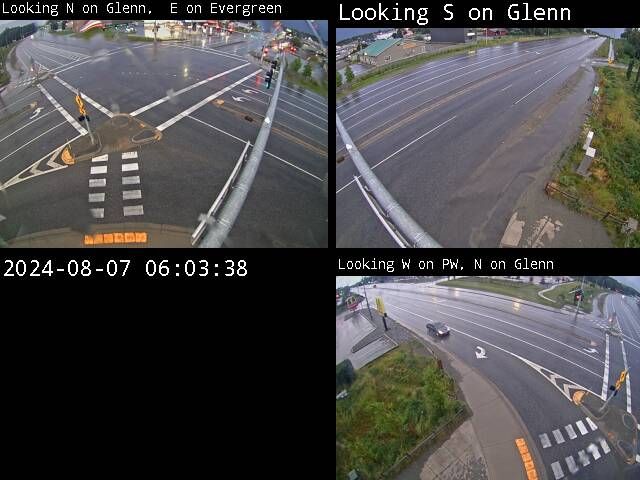 Looking N on Glenn,  E on Evergreen
Looking S on Glenn
2024-08-07 06:03:38
Looking W on PW, N on Glenn